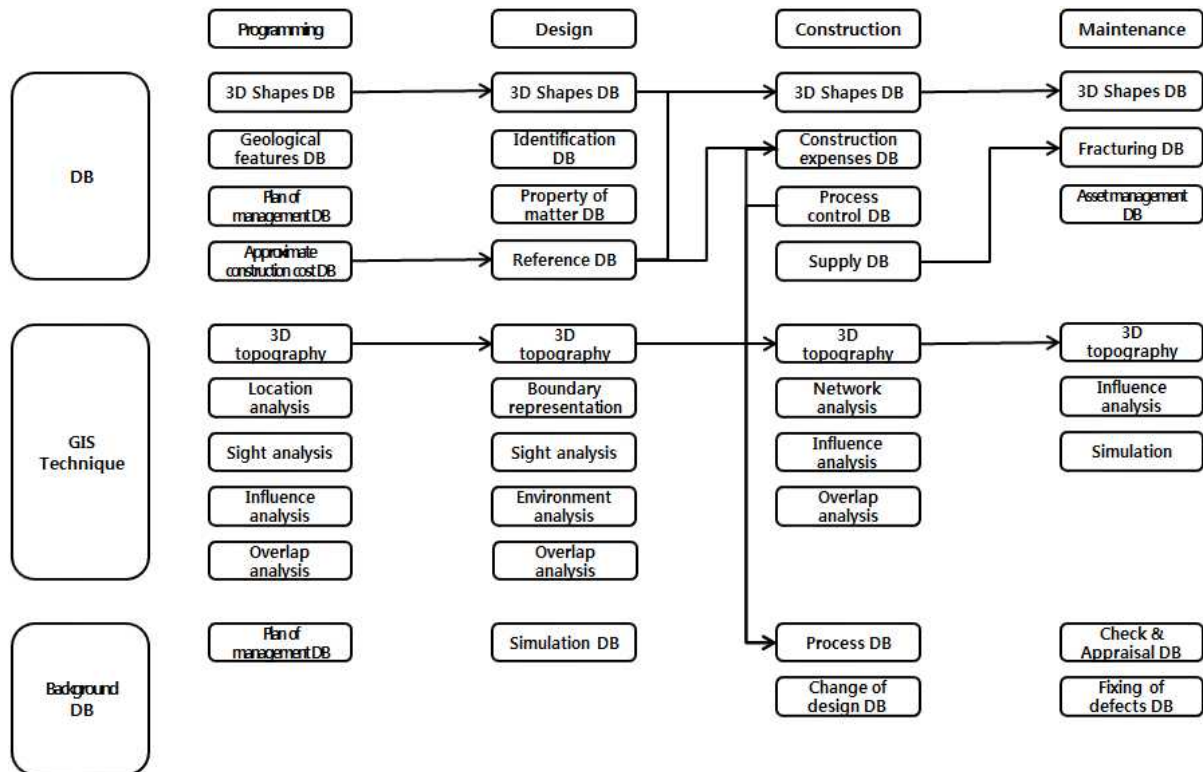 Programming
Design
Construction
Maintenance
DB
3D Shapes DB
3D Shapes DB
3D Shapes DB
3D Shapes DB
Geological
features DB
Identification
DB
Construction
expenses DB
Fracturing DB
Plan of
management DB
Property of
matter DB
Process
control DB
Asset management
DB
Approximate
construction cost DB
Reference DB
Supply DB
GIS
Technique
3D
topography
3D
topography
3D
topography
3D
topography
Location
analysis
Boundary
representation
Network
analysis
Influence
analysis
Sight analysis
Sight analysis
Influence
analysis
Simulation
Influence
analysis
Environment
analysis
Overlap
analysis
Overlap
analysis
Overlap
analysis
Background
DB
Plan of
management DB
Simulation DB
Process DB
Check &
Appraisal DB
Change of
design DB
Fixing of
defects DB